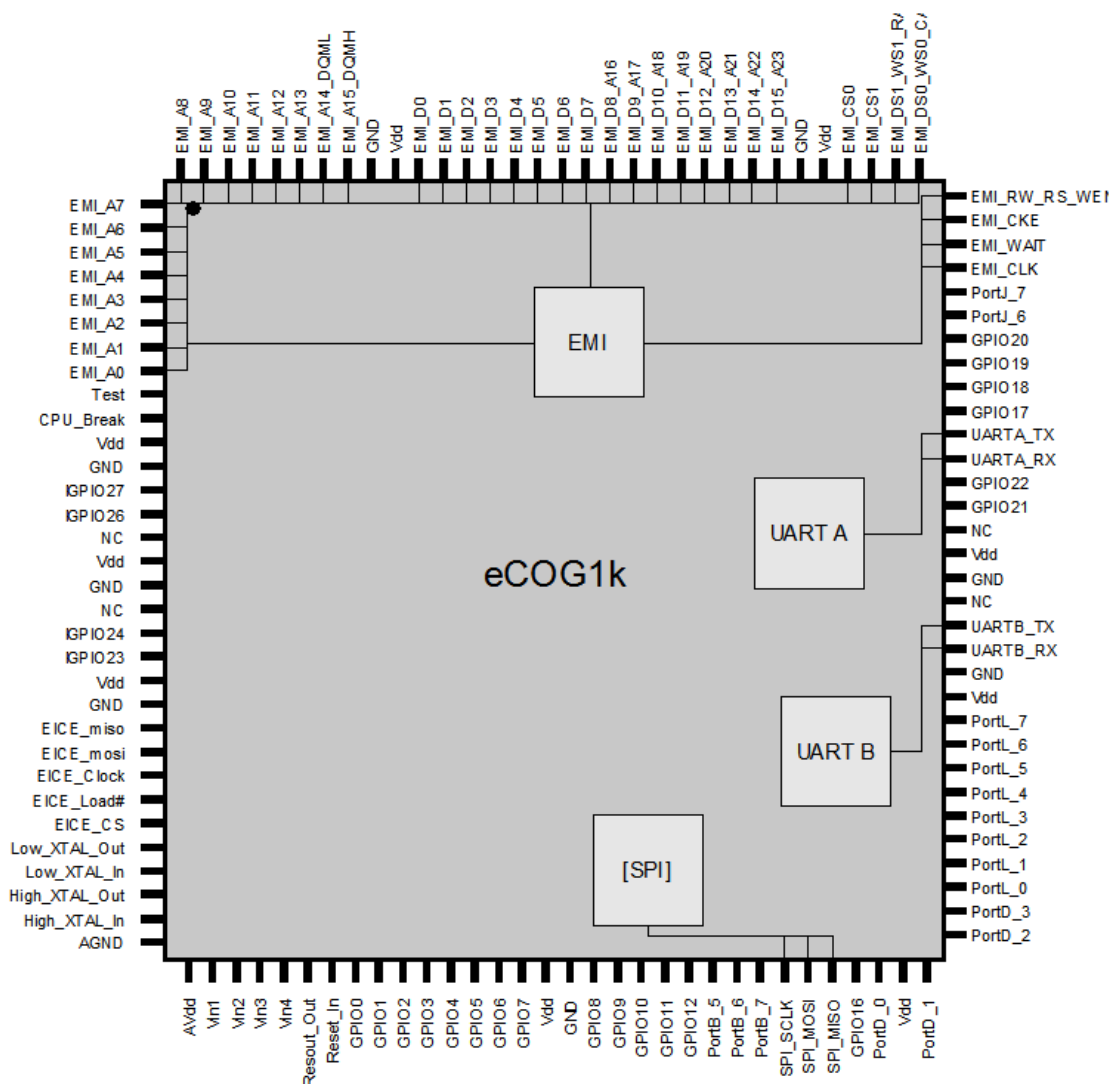 EMI_A8
EMI_A9
EMI_A10
EMI_A11
EMI_A12
EMI_A13
EMI_A14_DQML
EMI_A15_DQMH
GND
Vdd
EMI_D0
EMI_D1
EMI_D2
EMI_D3
EMI_D4
EMI_D5
EMI_D6
EMI_D7
EMI_D8_A16
EMI_D9_A17
EMI_D10_A18
EMI_D11_A19
EMI_D12_A20
EMI_D13_A21
EMI_D14_A22
EMI_D15_A23
GND
Vdd
EMI_CS0
EMI_CS1
EMI_DS1_WS1_RA
EMI_DS0_WS0_CA
EMI_A7
EMI_A6
EMI_A5
EMI_A4
EMI_A3
EMI_A2
EMI_A1
EMI_A0
Test
CPU_Break
Vdd
GND
IGPIO27
IGPIO26
NC
Vdd
GND
NC
IGPIO24
IGPIO23
Vdd
GND
EICE_miso
EICE_mosi
EICE_Clock
EICE_Load#
EICE_CS
Low_XTAL_Out
Low_XTAL_In
High_XTAL_Out
High_XTAL_In
AGND
EMI
UART A
eCOG1k
UART B
[SPI]
EMI_RW_RS_WEN
EMI_CKE
EMI_WAIT
EMI_CLK
PortJ_7
PortJ_6
GPIO20
GPIO19
GPIO18
GPIO17
UARTA_TX
UARTA_RX
GPIO22
GPIO21
NC
Vdd
GND
NC
UARTB_TX
UARTB_RX
GND
Vdd
PortL_7
PortL_6
PortL_5
PortL_4
PortL_3
PortL_2
PortL_1
PortL_0
PortD_3
PortD_2
AVdd
Vin1
Vin2
Vin3
Vin4
Resout_Out
Reset_In
GPIO0
GPIO1
GPIO2
GPIO3
GPIO4
GPIO5
GPIO6
GPIO7
Vdd
GND
GPIO8
GPIO9
GPIO10
GPIO11
GPIO12
PortB_5
PortB_6
PortB_7
SPI_SCLK
SPI_MOSI
SPI_MISO
GPIO16
PortD_0
Vdd
PortD_1